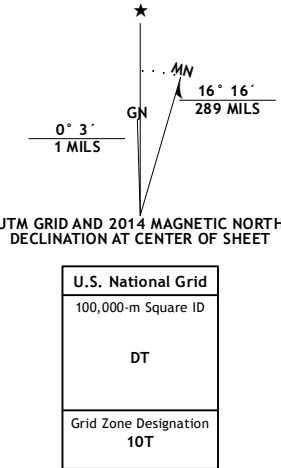 ★
MN
GN
16° 16´
289 MILS
0° 3´
1 MILS
UTM GRID AND 2014 MAGNETIC NORTH
DECLINATION AT CENTER OF SHEET
U.S. National Grid
100,000-m Square ID
DT
Grid Zone Designation
10T